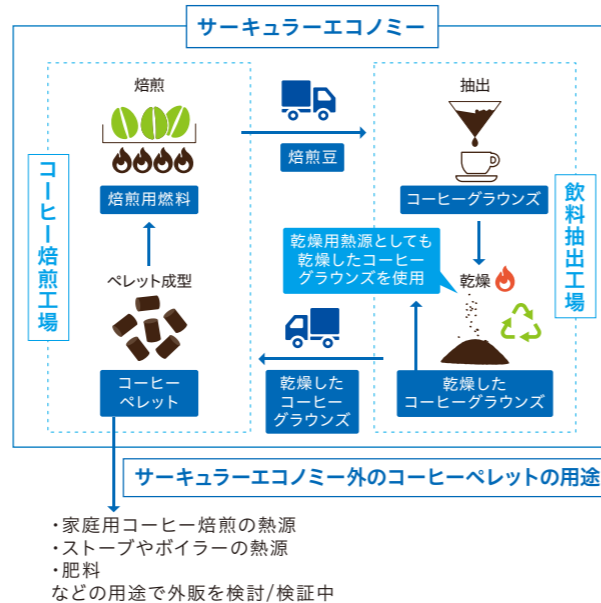 サーキュラーエコノミー
コーヒー焙煎工場
焙煎
焙煎用燃料
ペレット成型
コーヒー
ペレット
焙煎豆
乾燥した
コーヒー
グラウンズ
飲料抽出工場
抽出
コーヒーグラウンズ
乾燥用熱源としても
乾燥したコーヒー
グラウンズを使用
乾燥
乾燥した
コーヒーグラウンズ
サーキュラーエコノミー外のコーヒーペレットの用途
・家庭用コーヒー焙煎の熱源
・ストーブやボイラーの熱源
・肥料
などの用途で外販を検討/検証中